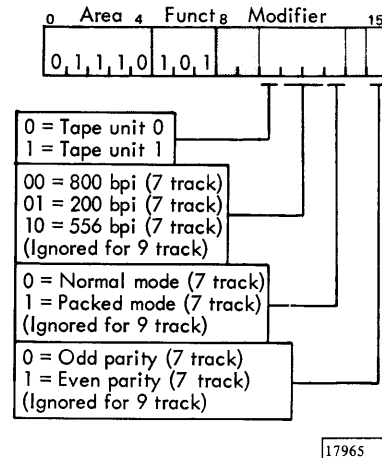 0 Area 4 Funct 8 Modifier 15
0 1 1 1 0 1 0 1
0 = Tape unit 0
1 = Tape unit 1
00 = 800 bpi (7 track)
01 = 200 bpi (7 track)
10 = 556 bpi (7 track)
(Ignored for 9 track)
0 = Normal mode (7 track)
1 = Packed mode (7 track)
(Ignored for 9 track)
0 = Odd parity (7 track)
1 = Even parity (7 track)
(Ignored for 9 track)
17965